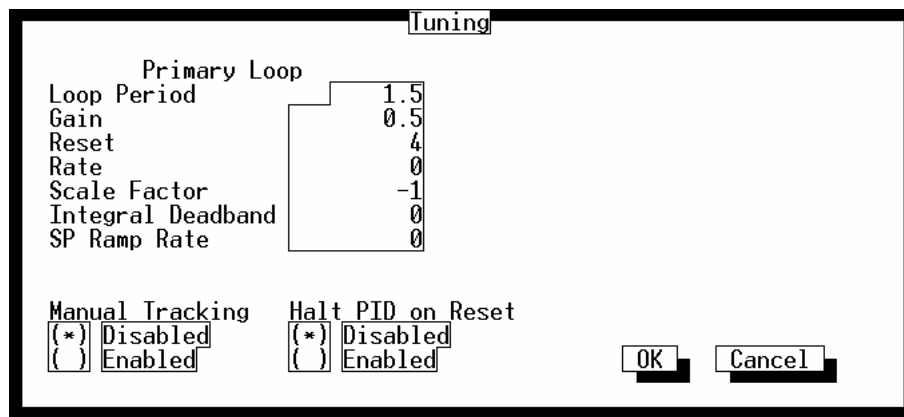 Tuning
Primary Loop
Loop Period 1.5
Gain 0.5
Reset 4
Rate 0
Scale Factor -1
Integral Deadband 0
SP Ramp Rate 0
Manual Tracking Halt PID on Reset
(*) Disabled (*) Disabled
( ) Enabled ( ) Enabled OK Cancel